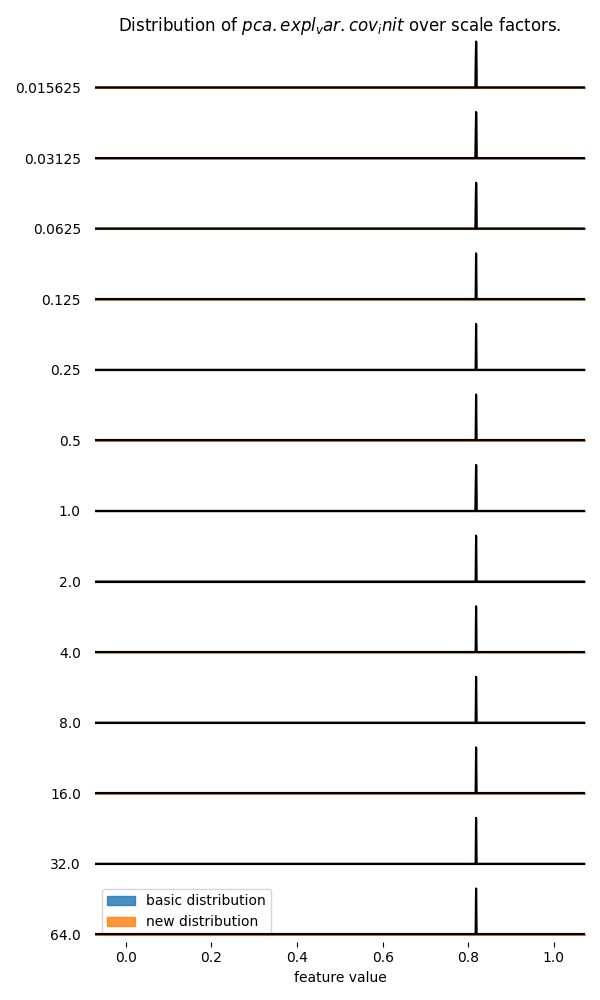 Distribution of pca.expl_var.cov_init over scale factors.
0.015625
0.03125
0.0625
0.125
0.25
0.5
1.0
2.0
4.0
8.0
16.0
32.0
64.0
basic distribution
new distribution
0.0 0.2 0.4 0.6 0.8 1.0
feature value